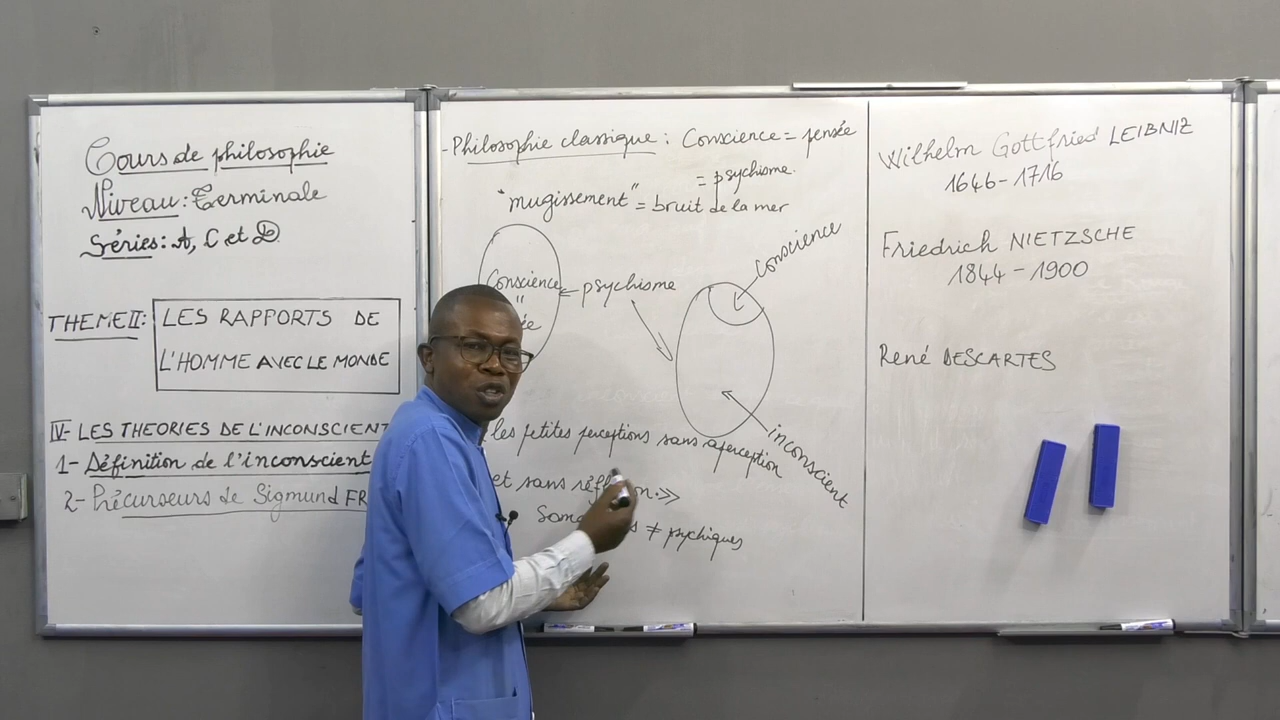 Cours de philosophie
Niveau : Terminale
Séries : A, C et D
THEME II :
LES RAPPORTS DE
L'HOMME AVEC LE MONDE
IV- LES THEORIES DE L'INCONSCIENT
1- Définition de l'inconscient
2- Précurseurs de Sigmund FR
- Philosophie classique : Conscience = pensée
= psychisme.
"mugissement" = bruit de la mer
Conscience
"
psychisme
conscience
inconscient
les petites perceptions sans aperception
et sans
≠ psychiques
Wilhelm Gottfried LEIBNIZ
1646-1716
Friedrich NIETZSCHE
1844-1900
René DESCARTES